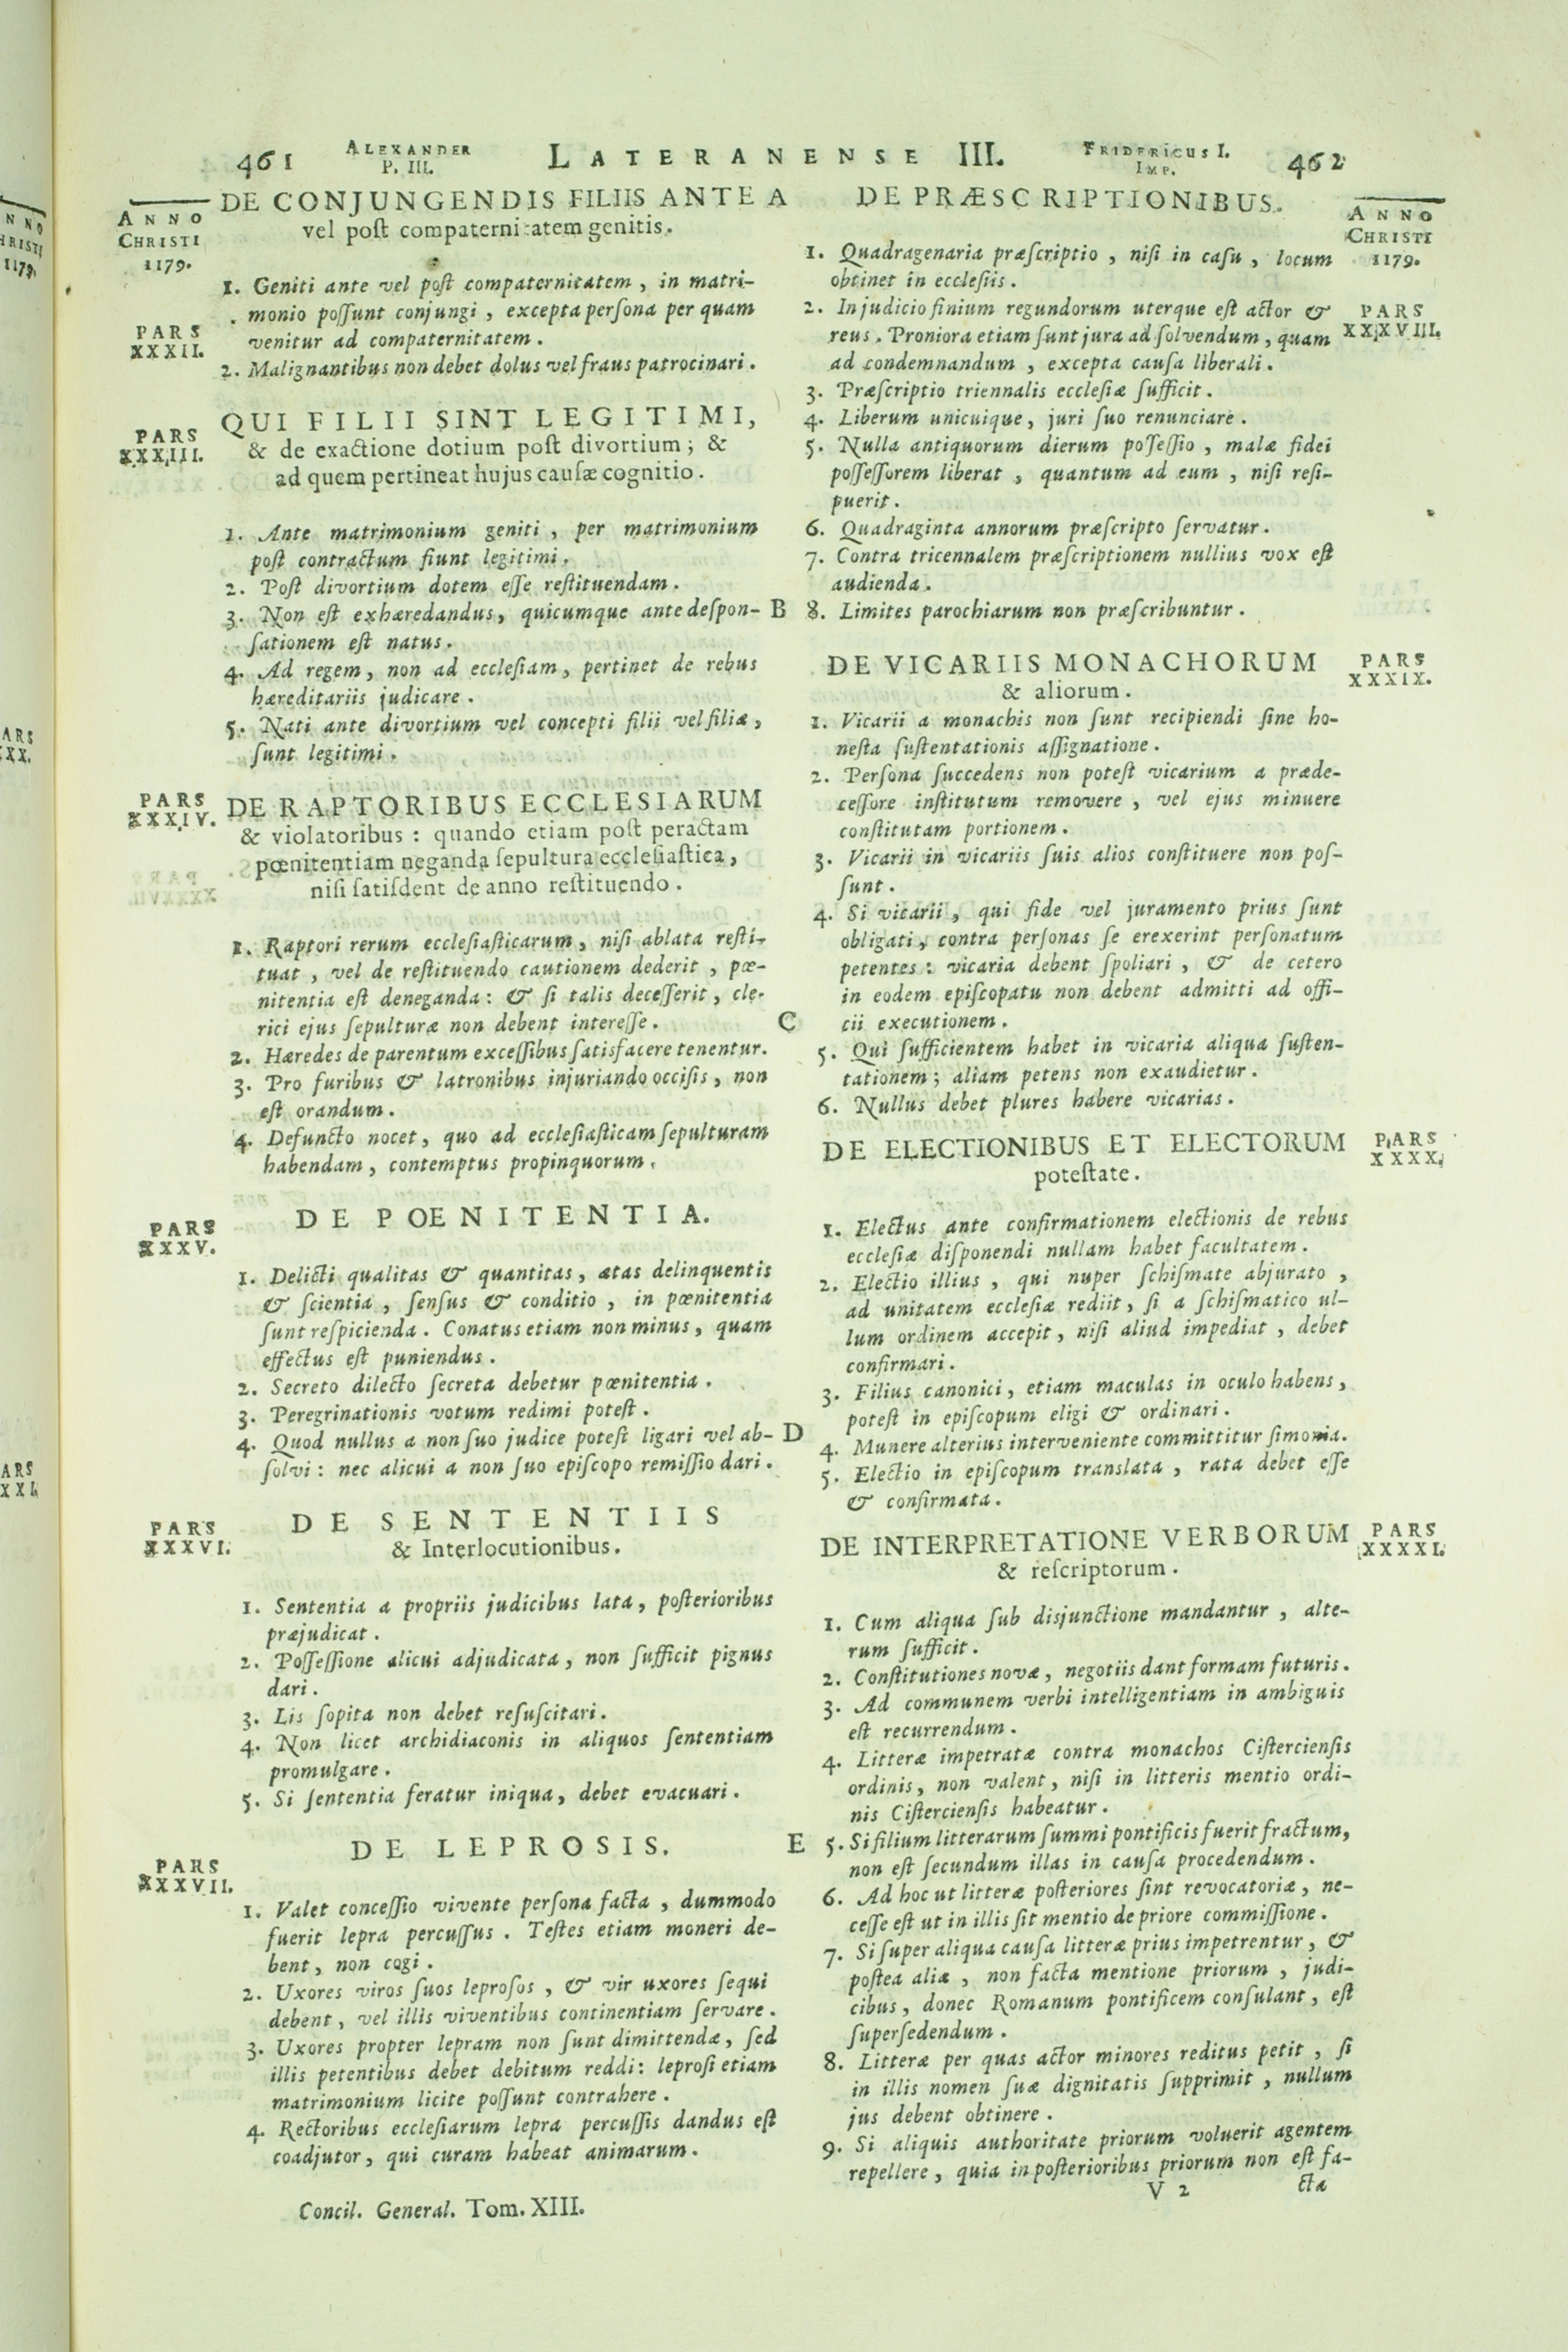 461 ALEXANDER P. III. LATERANENSE III. FRIDERICUS I. IMP. 462
ANNO
CHRISTI
1179.
DE CONJUNGENDIS FILIIS ANTE A
vel post compaternitatem genitis.
1. Geniti ante vel post compaternitatem, in matri-
monio possunt conjungi, excepta persona per quam
venitur ad compaternitatem.
PARS
XXXII.
2. Malignantibus non debet dolus vel fraus patrocinari.
QUI FILII SINT LEGITIMI,
PARS
XXXIII.
& de exactione dotium post divortium; &
ad quem pertineat hujus causæ cognitio.
1. Ante matrimonium geniti, per matrimonium
post contractum fiunt legitimi.
2. Post divortium dotem esse restituendam.
3. Non est exhæredandus, quicumque ante despon- B
sationem est natus.
4. Ad regem, non ad ecclesiam, pertinet de rebus
hæreditariis judicare.
5. Nati ante divortium vel concepti filii vel filiæ,
sunt legitimi.
PARS
XXXIV.
DE RAPTORIBUS ECCLESIARUM
& violatoribus: quando etiam post peractam
pœnitentiam neganda sepultura ecclesiastica,
nisi satisdent de anno restituendo.
1. Raptori rerum ecclesiasticarum, nisi ablata resti-
tuat, vel de restituendo cautionem dederit, pœ-
nitentia est deneganda: & si talis decesserit, cle-
rici ejus sepulturæ non debent interesse. C
2. Hæredes de parentum excessibus satisfacere tenentur.
3. Pro furibus & latronibus injuriando occisis, non
est orandum.
4. Defuncto nocet, quo ad ecclesiasticam sepulturam
habendam, contemptus propinquorum.
PARS
XXXV.
DE POENITENTIA.
1. Delicti qualitas & quantitas, ætas delinquentis
& scientia, sensus & conditio, in pœnitentia
sunt respicienda. Conatus etiam non minus, quam
effectus est puniendus.
2. Secreto dilecto secreta debetur pœnitentia.
3. Peregrinationis votum redimi potest.
4. Quod nullus a non suo judice potest ligari vel ab- D
solvi: nec alicui a non suo episcopo remissio dari.
PARS
XXXVI.
DE SENTENTIIS
& Interlocutionibus.
1. Sententia a propriis judicibus lata, posterioribus
præjudicat.
2. Possessione alicui adjudicata, non sufficit pignus
dari.
3. Lis sopita non debet resuscitari.
4. Non licet archidiaconis in aliquos sententiam
promulgare.
5. Si sententia feratur iniqua, debet evacuari.
DE LEPROSIS. E
PARS
XXXVII.
1. Valet concessio vivente persona facta, dummodo
fuerit lepra percussus. Testes etiam moneri de-
bent, non cogi.
2. Uxores viros suos leprosos, & vir uxores sequi
debent, vel illis viventibus continentiam servare.
3. Uxores propter lepram non sunt dimittendæ, sed
illis petentibus debet debitum reddi: leprosi etiam
matrimonium licite possunt contrahere.
4. Rectoribus ecclesiarum lepra percussis dandus est
coadjutor, qui curam habeat animarum.
Concil. General. Tom. XIII.
DE PRÆSCRIPTIONIBUS.
ANNO
CHRISTI
1179.
1. Quadragenaria præscriptio, nisi in casu, locum
obtinet in ecclesiis.
PARS
XXXVIII.
2. In judicio finium regundorum uterque est actor &
reus. Proniora etiam sunt jura ad solvendum, quam
ad condemnandum, excepta causa liberali.
3. Præscriptio triennalis ecclesiæ sufficit.
4. Liberum unicuique, juri suo renunciare.
5. Nulla antiquorum dierum possessio, malæ fidei
possessorem liberat, quantum ad eum, nisi resi-
puerit.
6. Quadraginta annorum præscripto servatur.
7. Contra tricennalem præscriptionem nullius vox est
audienda.
8. Limites parochiarum non præscribuntur.
DE VICARIIS MONACHORUM
PARS
XXXIX.
& aliorum.
1. Vicarii a monachis non sunt recipiendi sine ho-
nesta sustentationis assignatione.
2. Persona succedens non potest vicarium a præde-
cessore institutum removere, vel ejus minuere
constitutam portionem.
3. Vicarii in vicariis suis alios constituere non pos-
sunt.
4. Si vicarii, qui fide vel juramento prius sunt
obligati, contra personas se erexerint personatum
petentes: vicaria debent spoliari, & de cetero
in eodem episcopatu non debent admitti ad offi-
cii executionem.
5. Qui sufficientem habet in vicaria aliqua susten-
tationem; aliam petens non exaudietur.
6. Nullus debet plures habere vicarias.
DE ELECTIONIBUS ET ELECTORUM
PARS
XXXX.
potestate.
1. Electus ante confirmationem electionis de rebus
ecclesiæ disponendi nullam habet facultatem.
2. Electio illius, qui nuper schismate abjurato,
ad unitatem ecclesiæ rediit, si a schismatico ul-
lum ordinem accepit, nisi aliud impediat, debet
confirmari.
3. Filius canonici, etiam maculas in oculo habens,
potest in episcopum eligi & ordinari.
4. Munere alterius interveniente committitur simonia.
5. Electio in episcopum translata, rata debet esse
& confirmata.
DE INTERPRETATIONE VERBORUM
PARS
XXXXI.
& rescriptorum.
1. Cum aliqua sub disjunctione mandantur, alte-
rum sufficit.
2. Constitutiones novæ, negotiis dant formam futuris.
3. Ad communem verbi intelligentiam in ambiguis
est recurrendum.
4. Litteræ impetratæ contra monachos Cisterciensis
ordinis, non valent, nisi in litteris mentio ordi-
nis Cisterciensis habeatur.
5. Si filium litterarum summi pontificis fuerit fractum,
non est secundum illas in causa procedendum.
6. Ad hoc ut litteræ posteriores sint revocatoriæ, ne-
cesse est ut in illis sit mentio de priore commissione.
7. Si super aliqua causa litteræ prius impetrentur, &
postea aliæ, non facta mentione priorum, judi-
cibus, donec Romanum pontificem consulant, est
supersedendum.
8. Litteræ per quas actor minores reditus petit, si
in illis nomen suæ dignitatis supprimit, nullum
jus debent obtinere.
9. Si aliquis authoritate priorum voluerit agentem
repellere, quia in posterioribus priorum non est fa-
V 2 cta